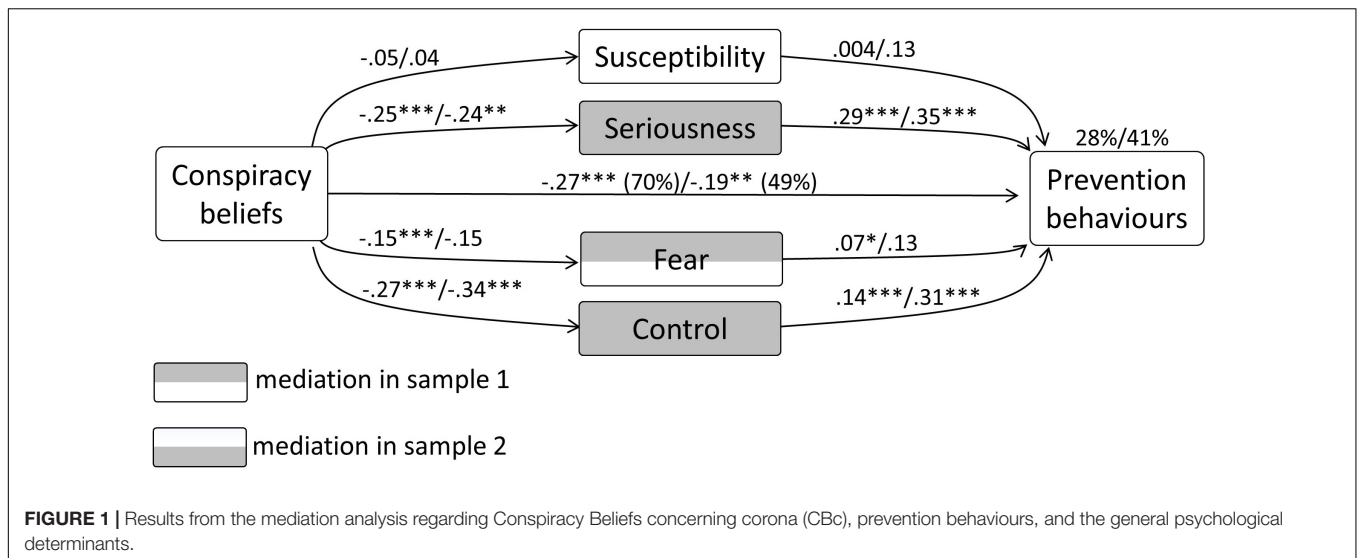 -.05/.04
Susceptibility
.004/.13
-.25***/-.24**
Seriousness
.29***/.35***
28%/41%
Conspiracy
beliefs
-.27*** (70%)/-.19** (49%)
Prevention
behaviours
-.15***/-.15
Fear
.07*/.13
-.27***/-.34***
Control
.14***/.31***
mediation in sample 1
mediation in sample 2
FIGURE 1 | Results from the mediation analysis regarding Conspiracy Beliefs concerning corona (CBc), prevention behaviours, and the general psychological
determinants.